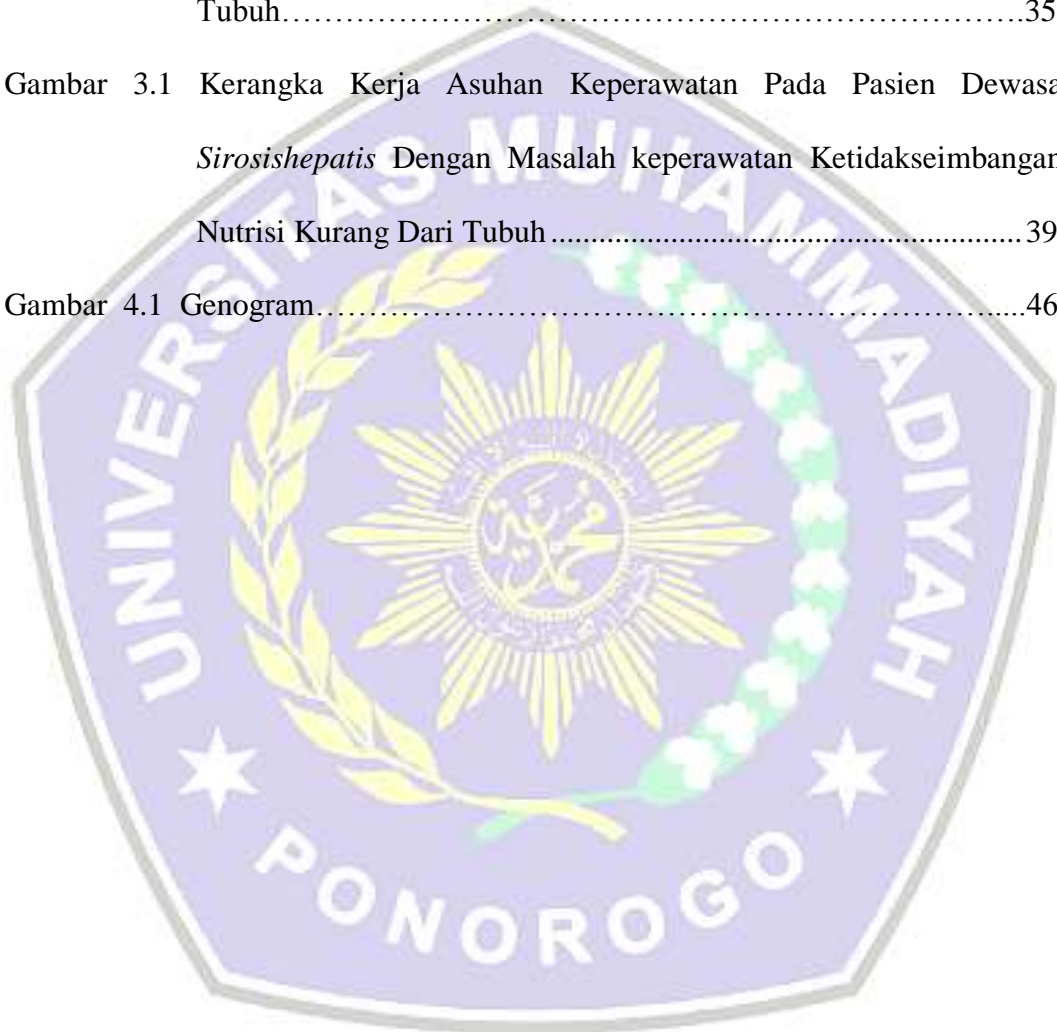 Tubuh……………………………………………………………….35
Gambar 3.1 Kerangka Kerja Asuhan Keperawatan Pada Pasien Dewasa
Sirosishepatis Dengan Masalah keperawatan Ketidakseimbangan
Nutrisi Kurang Dari Tubuh ............................................................ 39
Gambar 4.1 Genogram…………………………………………………………......46
UNIVERSITAS MUHAMMADIYAH
PONOROGO